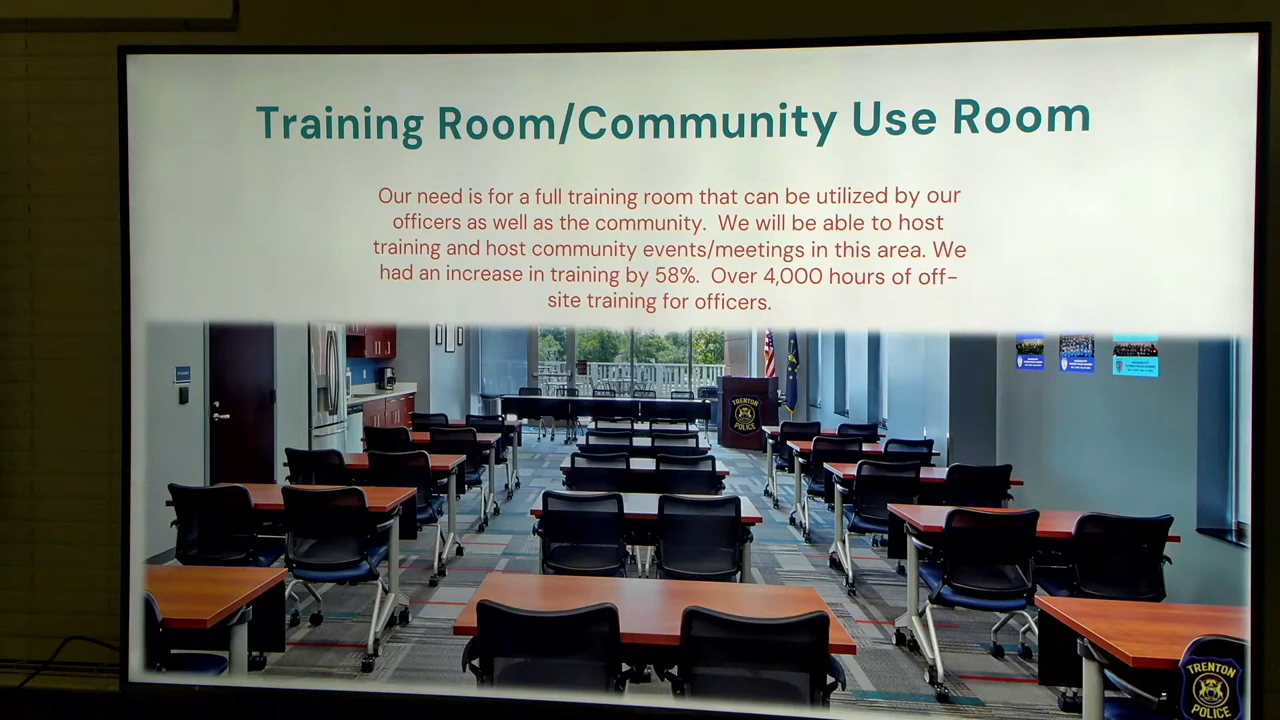 Training Room/Community Use Room
Our need is for a full training room that can be utilized by our
officers as well as the community. We will be able to host
training and host community events/meetings in this area. We
had an increase in training by 58%. Over 4,000 hours of off-
site training for officers.
TRENTON
POLICE
TRENTON
POLICE